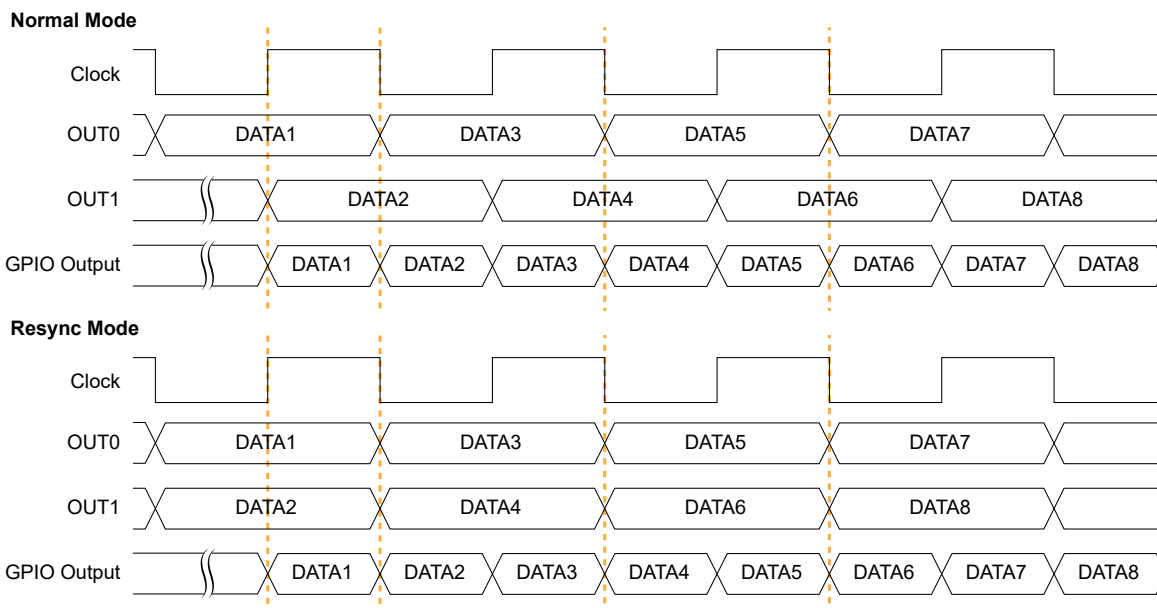 Normal Mode
Clock
OUT0 DATA1 DATA3 DATA5 DATA7
OUT1 DATA2 DATA4 DATA6 DATA8
GPIO Output DATA1 DATA2 DATA3 DATA4 DATA5 DATA6 DATA7 DATA8
Resync Mode
Clock
OUT0 DATA1 DATA3 DATA5 DATA7
OUT1 DATA2 DATA4 DATA6 DATA8
GPIO Output DATA1 DATA2 DATA3 DATA4 DATA5 DATA6 DATA7 DATA8